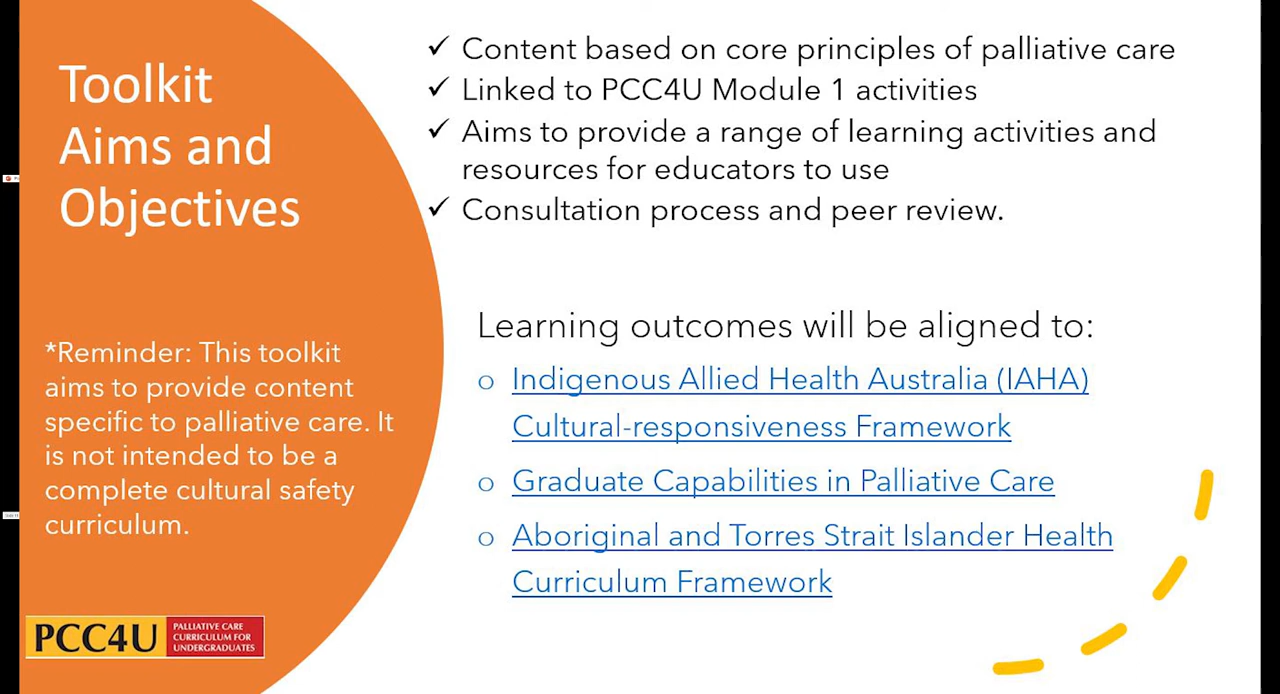 Toolkit
Aims and
Objectives
*Reminder: This toolkit
aims to provide content
specific to palliative care. It
is not intended to be a
complete cultural safety
curriculum.
PCC4U
PALLIATIVE CARE
CURRICULUM FOR
UNDERGRADUATES
✓ Content based on core principles of palliative care
✓ Linked to PCC4U Module 1 activities
✓ Aims to provide a range of learning activities and
resources for educators to use
✓ Consultation process and peer review.
Learning outcomes will be aligned to:
o Indigenous Allied Health Australia (IAHA)
Cultural-responsiveness Framework
o Graduate Capabilities in Palliative Care
o Aboriginal and Torres Strait Islander Health
Curriculum Framework